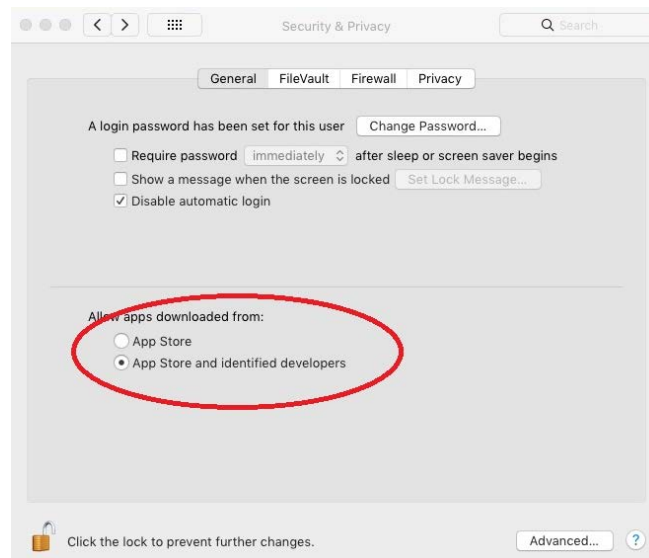 Security & Privacy
Search
General FileVault Firewall Privacy
A login password has been set for this user Change Password...
Require password immediately after sleep or screen saver begins
Show a message when the screen is locked Set Lock Message...
Disable automatic login
Allow apps downloaded from:
App Store
App Store and identified developers
Click the lock to prevent further changes.
Advanced... ?